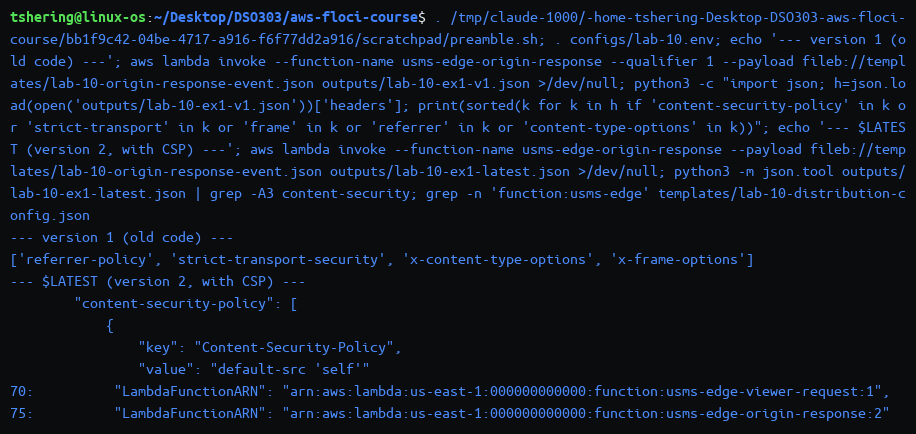 tshering@linux-os:~/Desktop/DSO303/aws-floci-course$ . /tmp/claude-1000/-home-tshering-Desktop-DSO303-aws-floci-
course/bb1f9c42-04be-4717-a916-f6f77dd2a916/scratchpad/preamble.sh; . configs/lab-10.env; echo '--- version 1 (o
ld code) ---'; aws lambda invoke --function-name usms-edge-origin-response --qualifier 1 --payload fileb://templ
ates/lab-10-origin-response-event.json outputs/lab-10-ex1-v1.json >/dev/null; python3 -c "import json; h=json.lo
ad(open('outputs/lab-10-ex1-v1.json'))['headers']; print(sorted(k for k in h if 'content-security-policy' in k o
r 'strict-transport' in k or 'frame' in k or 'referrer' in k or 'content-type-options' in k))"; echo '--- $LATES
T (version 2, with CSP) ---'; aws lambda invoke --function-name usms-edge-origin-response --payload fileb://temp
lates/lab-10-origin-response-event.json outputs/lab-10-ex1-latest.json >/dev/null; python3 -m json.tool outputs/
lab-10-ex1-latest.json | grep -A3 content-security; grep -n 'function:usms-edge' templates/lab-10-distribution-c
onfig.json
--- version 1 (old code) ---
['referrer-policy', 'strict-transport-security', 'x-content-type-options', 'x-frame-options']
--- $LATEST (version 2, with CSP) ---
        "content-security-policy": [
            {
                "key": "Content-Security-Policy",
                "value": "default-src 'self'"
70:          "LambdaFunctionARN": "arn:aws:lambda:us-east-1:000000000000:function:usms-edge-viewer-request:1",
75:          "LambdaFunctionARN": "arn:aws:lambda:us-east-1:000000000000:function:usms-edge-origin-response:2"